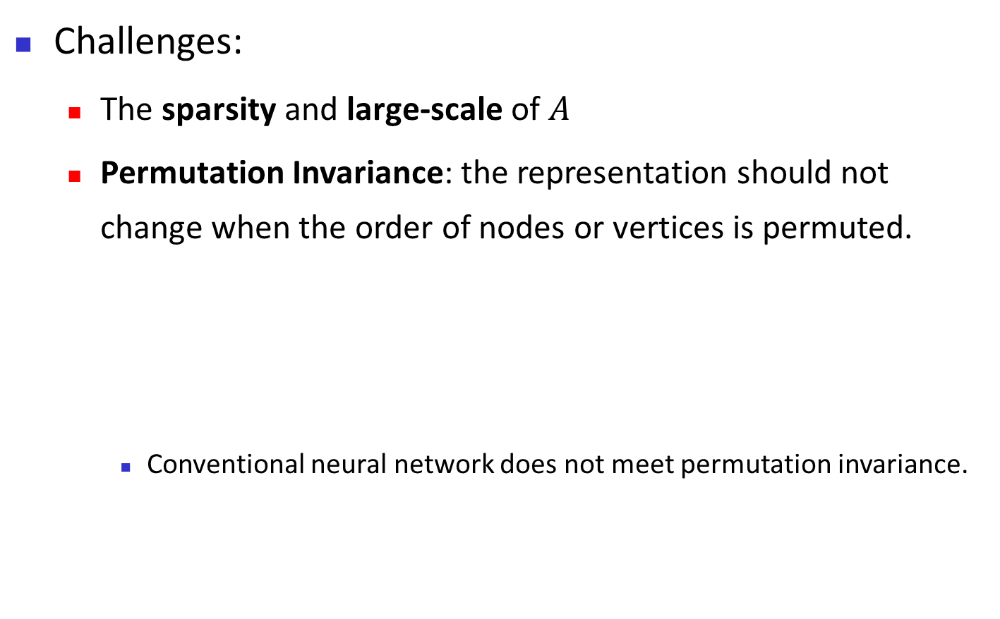 Challenges:
The sparsity and large-scale of A
Permutation Invariance: the representation should not
change when the order of nodes or vertices is permuted.
Conventional neural network does not meet permutation invariance.